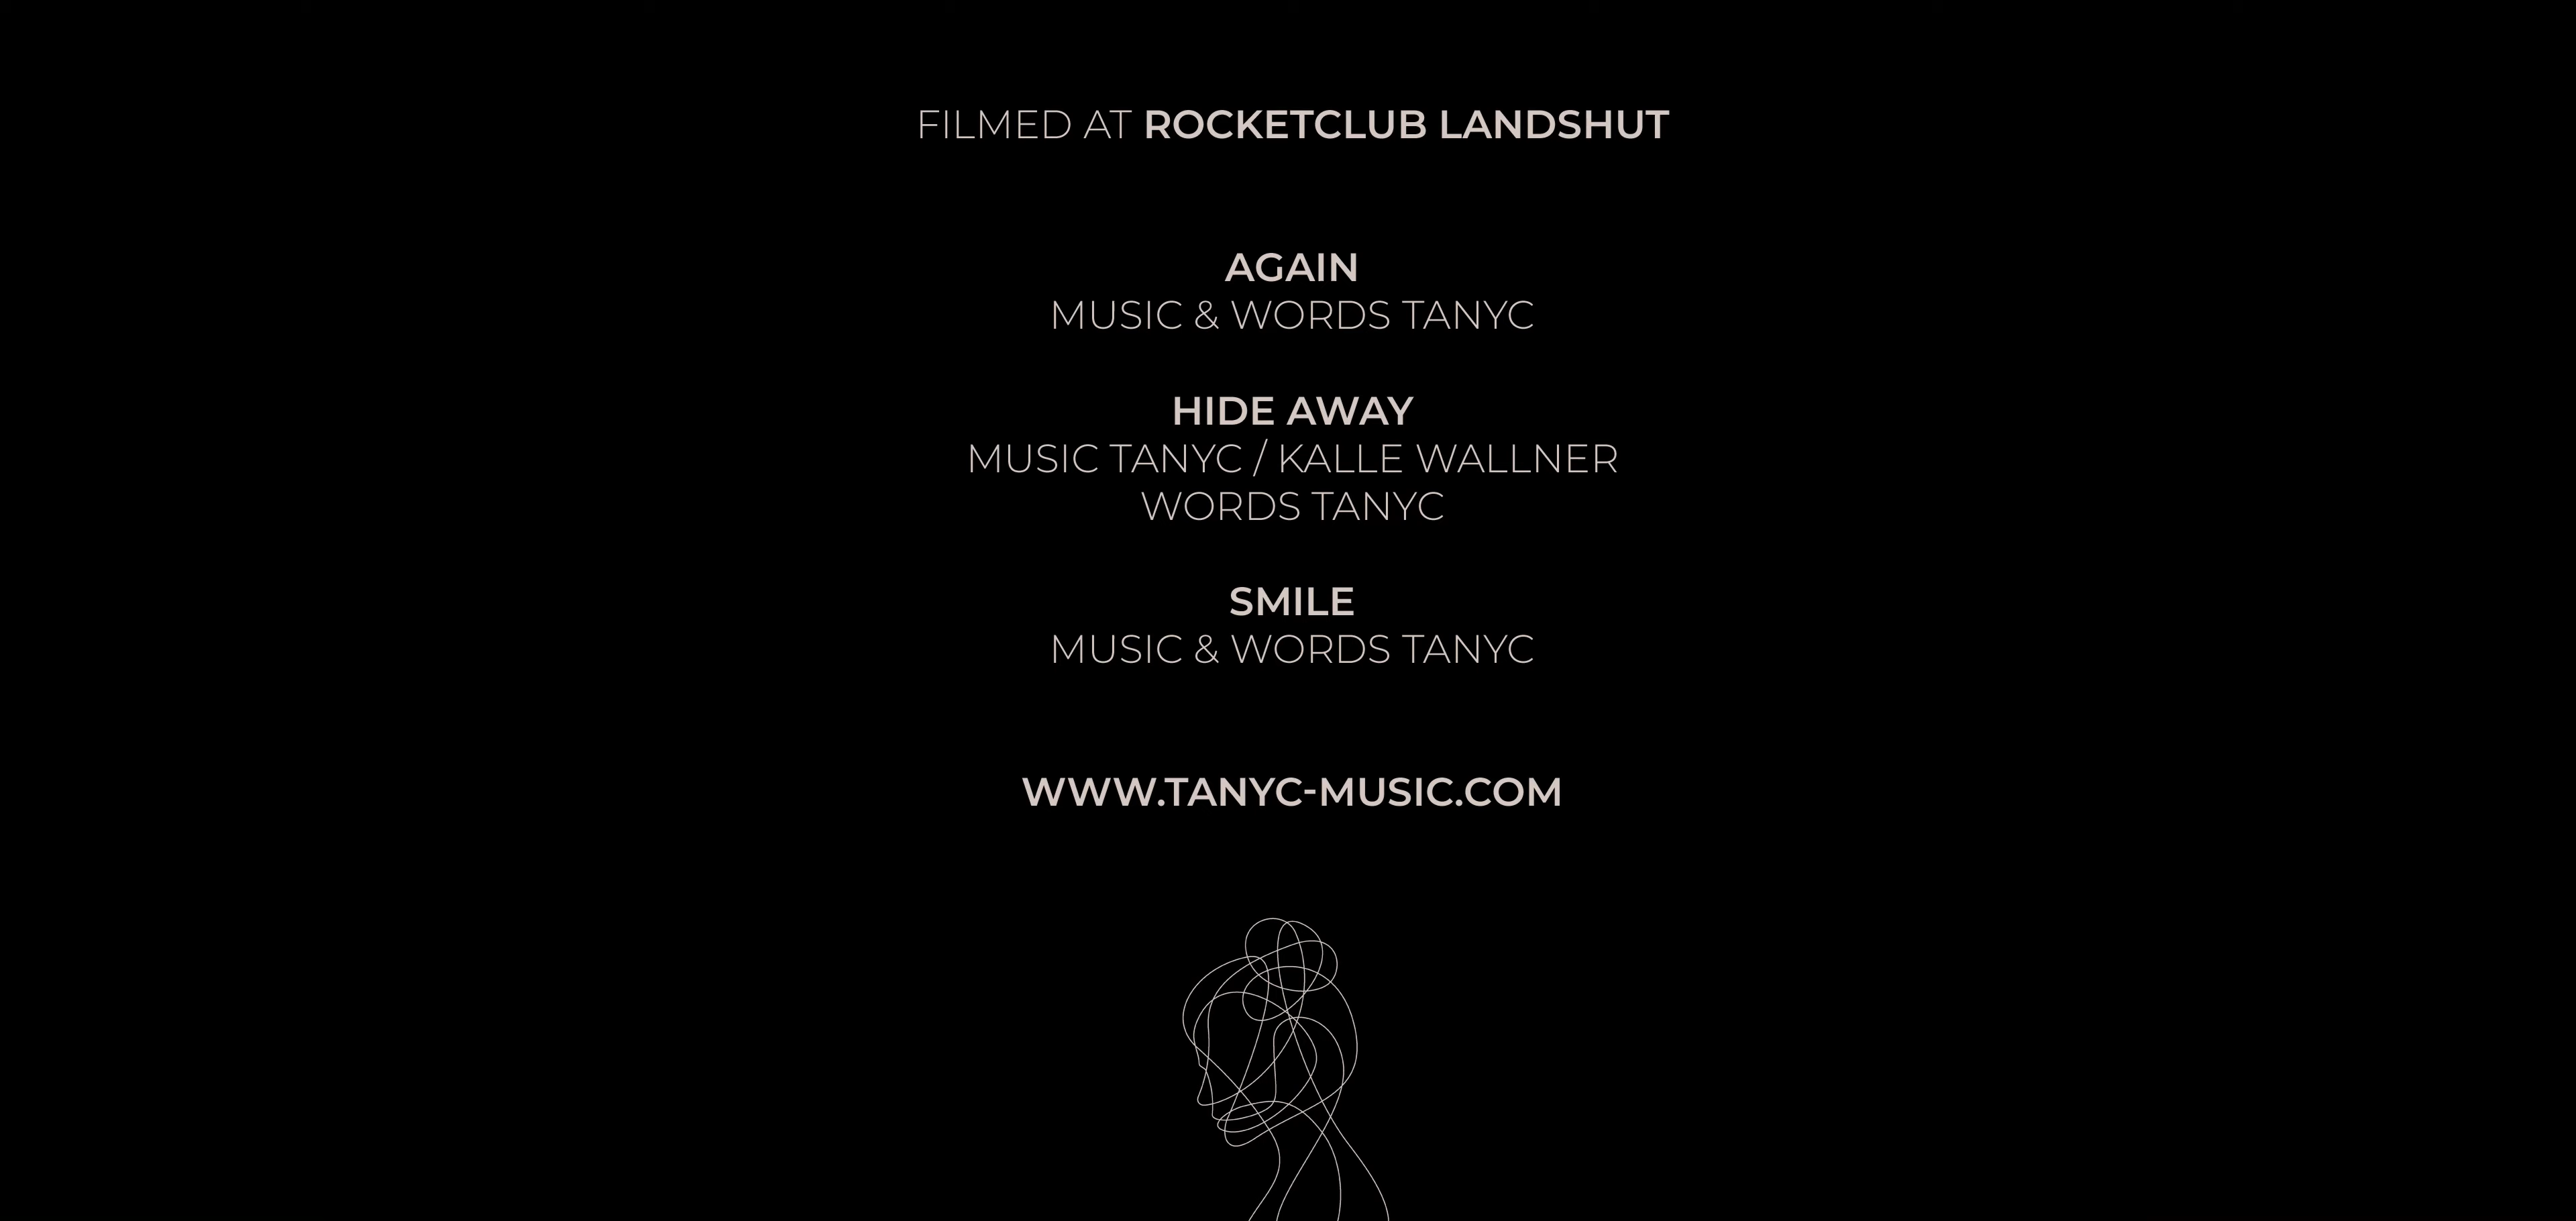 FILMED AT ROCKETCLUB LANDSHUT
AGAIN
MUSIC & WORDS TANYC
HIDE AWAY
MUSIC TANYC / KALLE WALLNER
WORDS TANYC
SMILE
MUSIC & WORDS TANYC
WWW.TANYC-MUSIC.COM